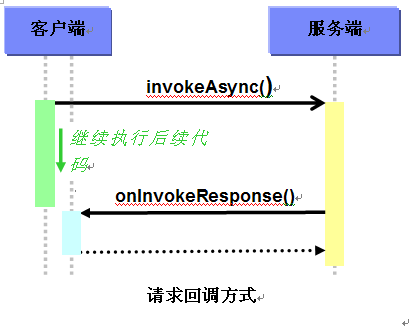 客户端
服务端
invokeAsync()
继续执行后续代
码
onInvokeResponse()
请求回调方式